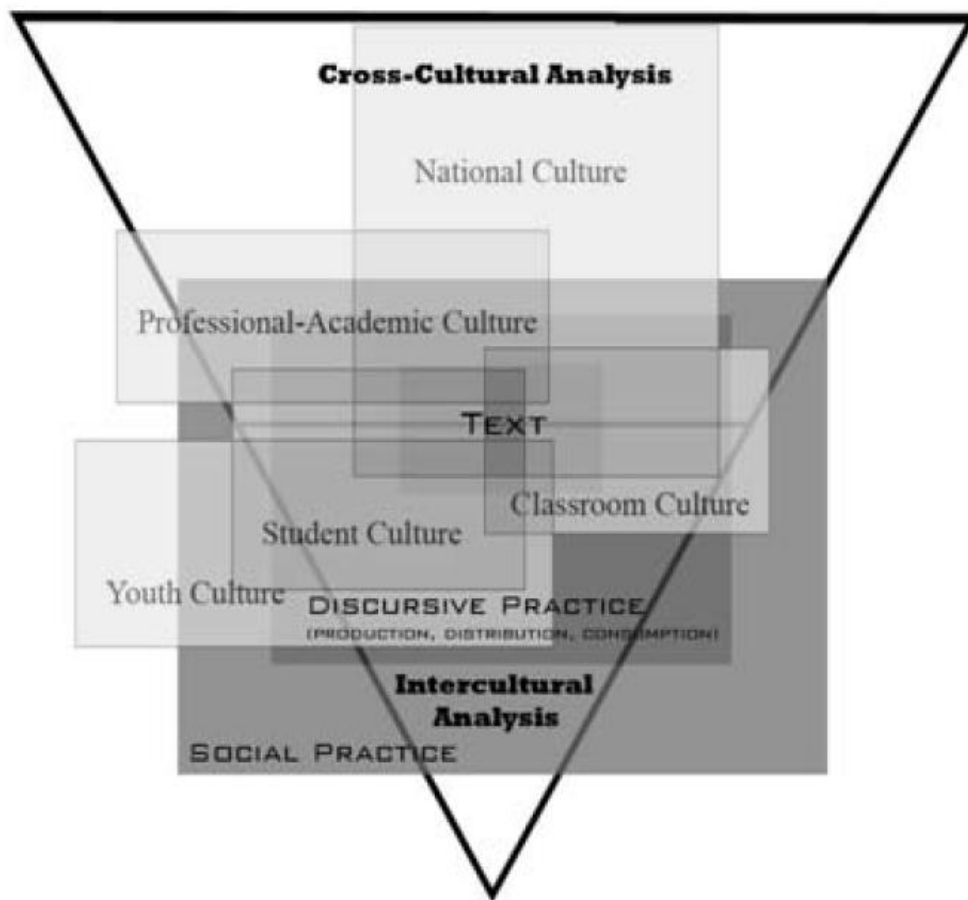 Cross-Cultural Analysis
National Culture
Professional-Academic Culture
TEXT
Classroom Culture
Student Culture
Youth Culture
DISCURSIVE PRACTICE
(PRODUCTION, DISTRIBUTION, CONSUMPTION)
Intercultural
Analysis
SOCIAL PRACTICE